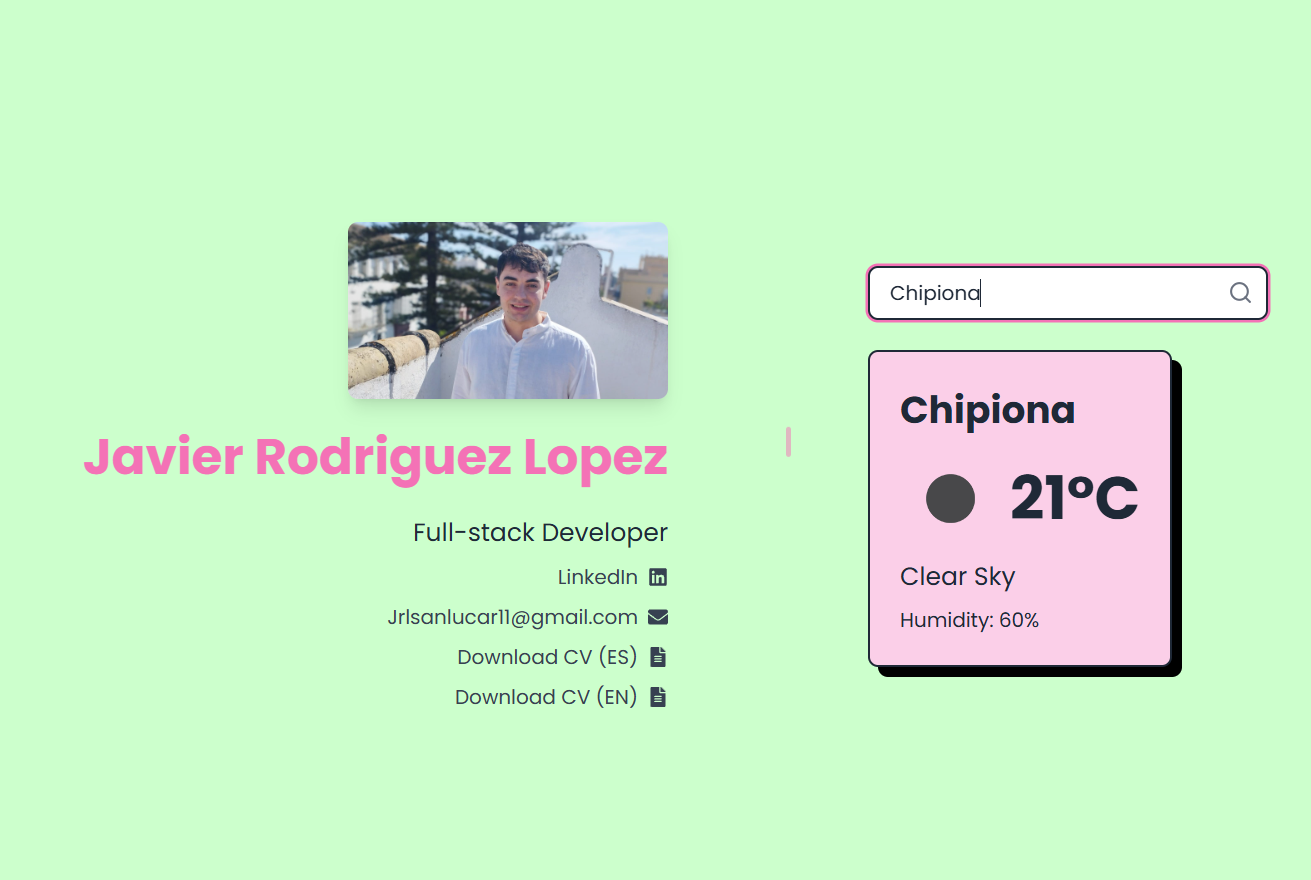 Javier Rodriguez Lopez
Full-stack Developer
LinkedIn
Jrlsanlucar11@gmail.com
Download CV (ES)
Download CV (EN)
Chipiona
Chipiona
21°C
Clear Sky
Humidity: 60%